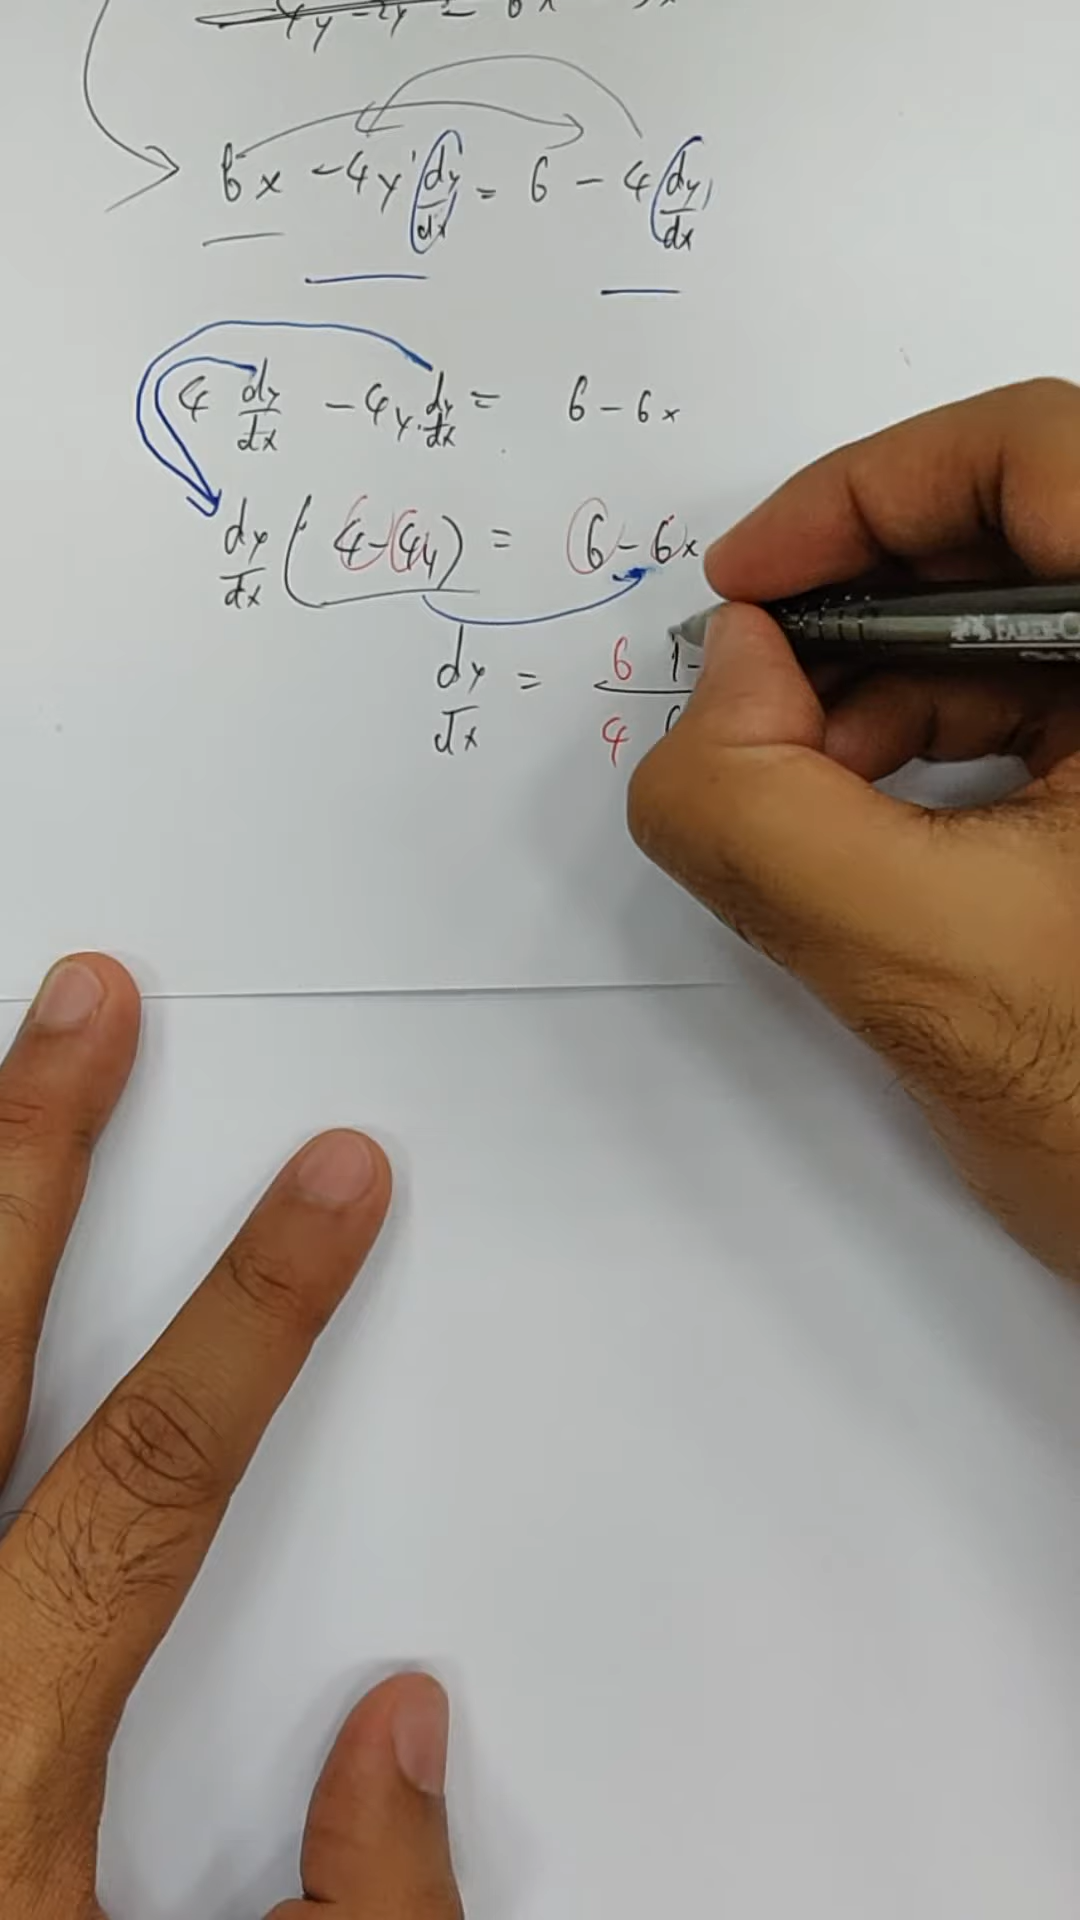 6x - 4y dy/dx = 6 - 4 dy/dx
4 dy/dx - 4y · dy/dx = 6 - 6x
dy/dx (4 - 4y) = 6 - 6x
dy/dx = 6 1- / 4 (
FABER-C